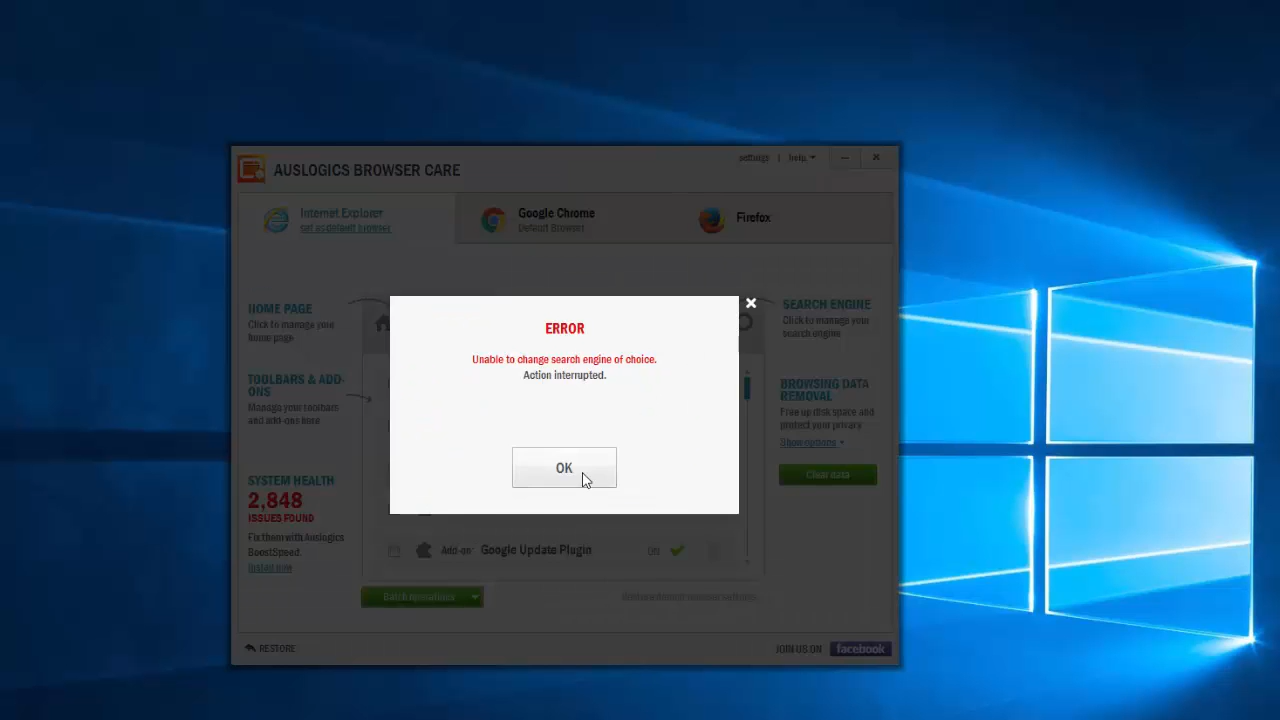 AUSLOGICS BROWSER CARE
settings | help
Internet Explorer
set as default browser
Google Chrome
Default Browser
Firefox
HOME PAGE
Click to manage your
home page
TOOLBARS & ADD-
ONS
Manage your toolbars
and add-ons here
SYSTEM HEALTH
2,848
ISSUES FOUND
Fix them with Auslogics
BoostSpeed.
Install now
ERROR
Unable to change search engine of choice.
Action interrupted.
OK
SEARCH ENGINE
Click to manage your
search engine
BROWSING DATA
REMOVAL
Free up disk space and
protect your privacy
Show options
Clear data
Add-on: Google Update Plugin
Batch operations
RESTORE
JOIN US ON facebook